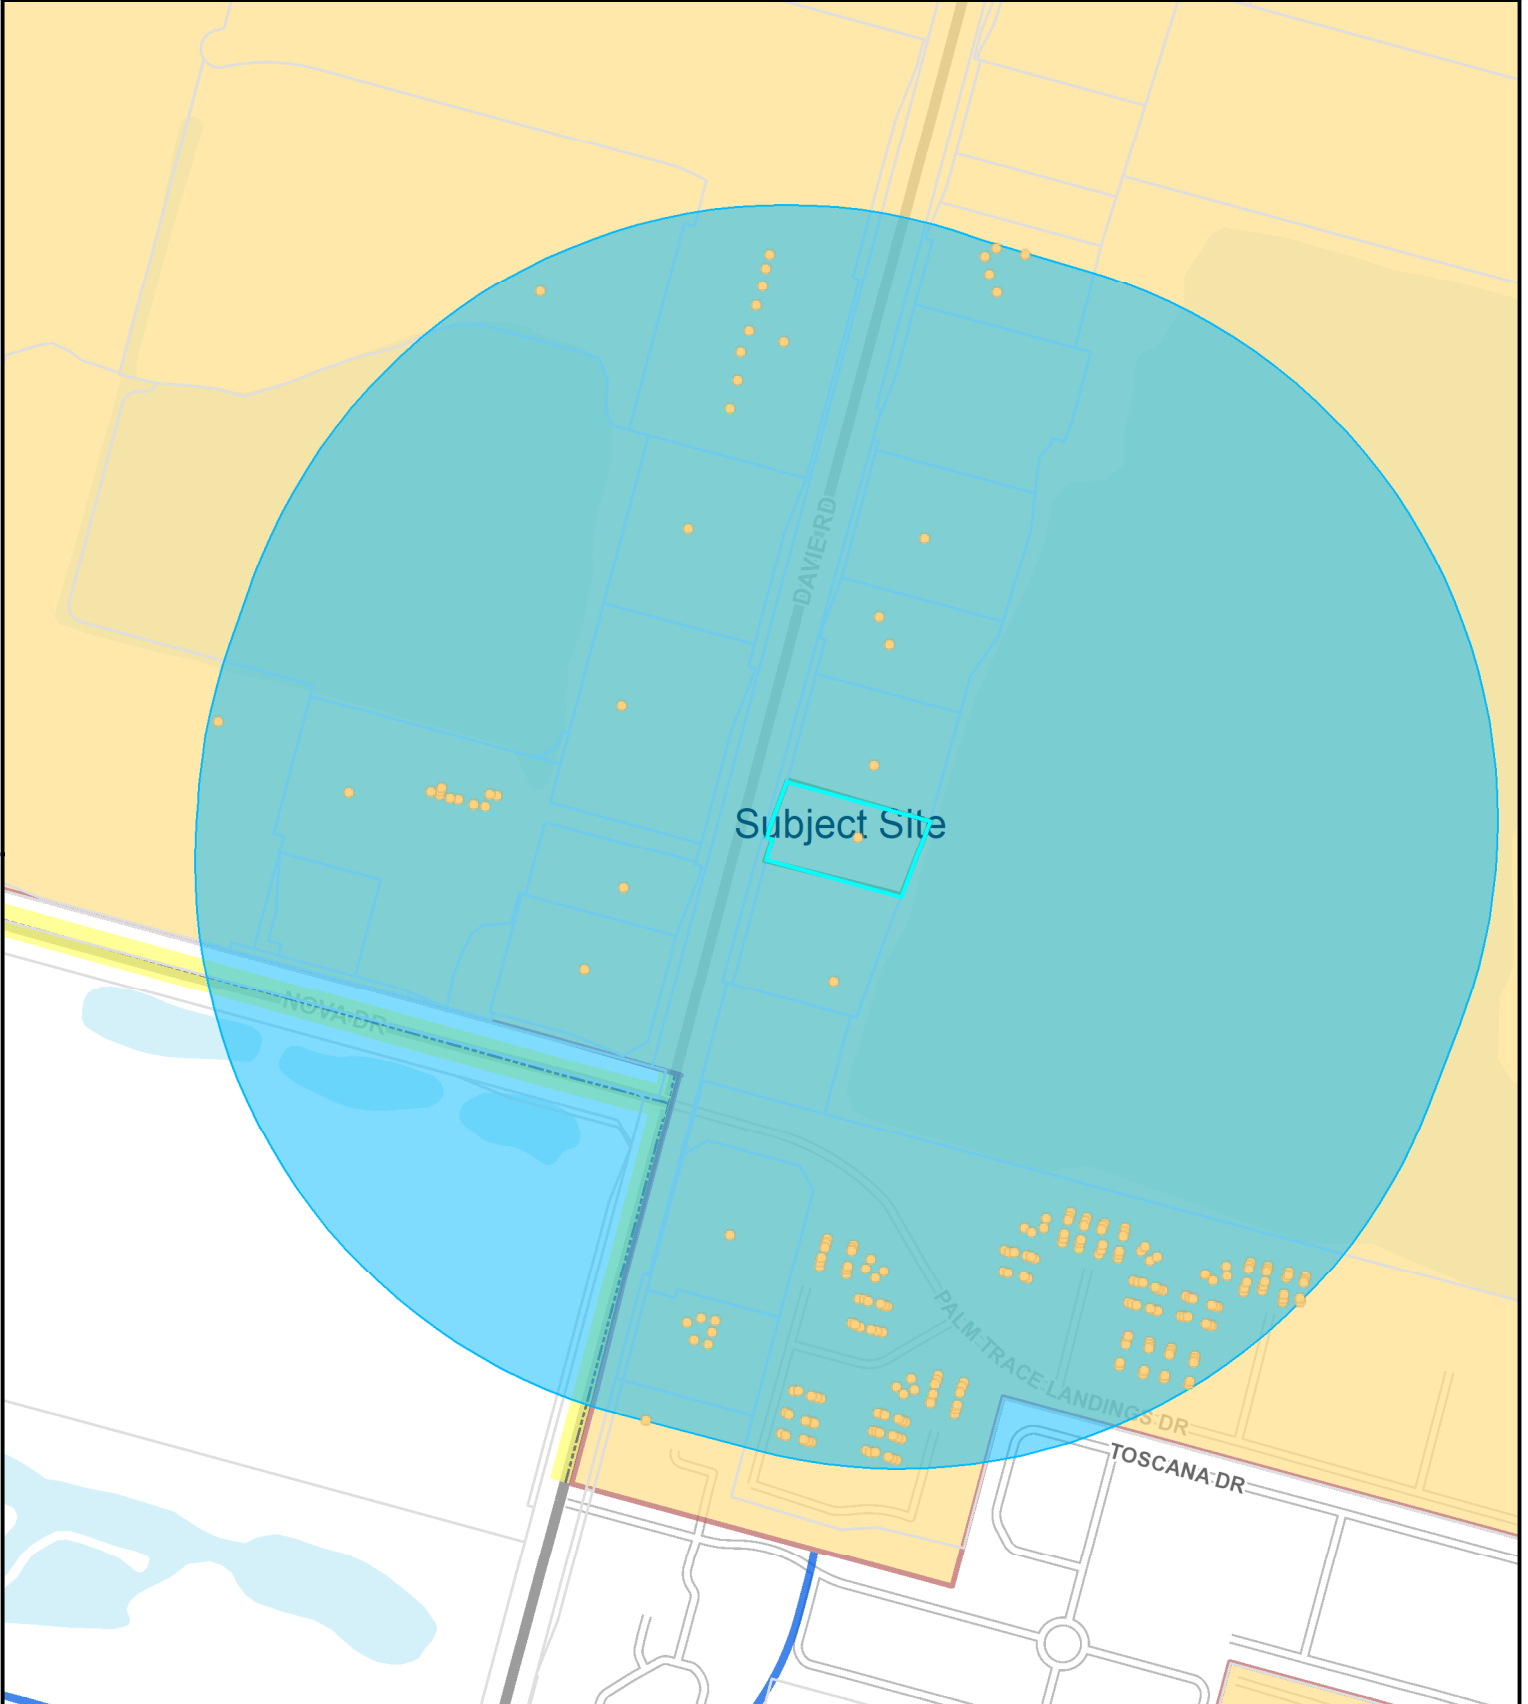 DAVIE RD
Subject Site
NOVA DR
PALM TRACE LANDINGS DR
TOSCANA DR